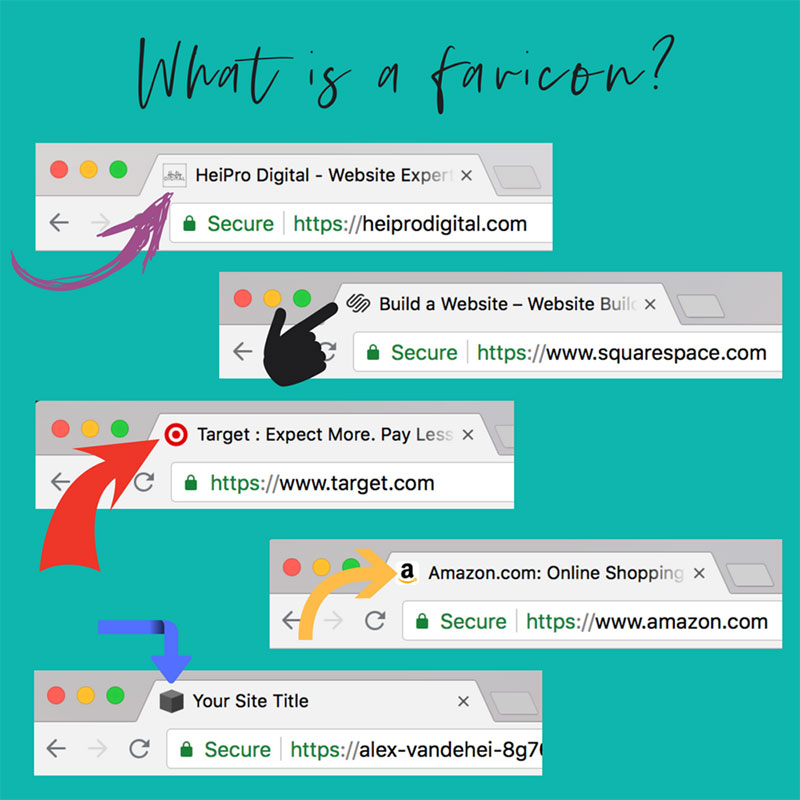 What is a favicon?
HeiPro Digital - Website Expert
Secure https://heiprodigital.com
Build a Website – Website Buil
Secure https://www.squarespace.com
Target : Expect More. Pay Less
https://www.target.com
a Amazon.com: Online Shopping
Secure https://www.amazon.com
Your Site Title
Secure https://alex-vandehei-8g7